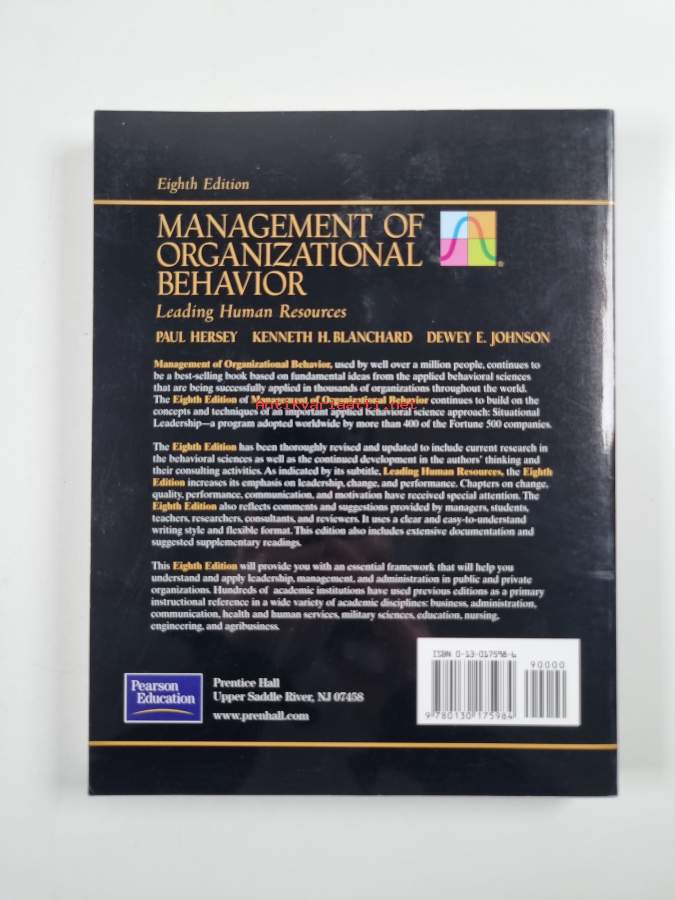 Eighth Edition
MANAGEMENT OF
ORGANIZATIONAL
BEHAVIOR
®
Leading Human Resources
PAUL HERSEY KENNETH H. BLANCHARD DEWEY E. JOHNSON
Management of Organizational Behavior, used by well over a million people, continues to
be a best-selling book based on fundamental ideas from the applied behavioral sciences
that are being successfully applied in thousands of organizations throughout the world.
The Eighth Edition of Management of Organizational Behavior continues to build on the
concepts and techniques of an important applied behavioral science approach: Situational
Leadership—a program adopted worldwide by more than 400 of the Fortune 500 companies.
Antikvariaatti.net
The Eighth Edition has been thoroughly revised and updated to include current research in
the behavioral sciences as well as the continued development in the authors' thinking and
their consulting activities. As indicated by its subtitle, Leading Human Resources, the Eighth
Edition increases its emphasis on leadership, change, and performance. Chapters on change,
quality, performance, communication, and motivation have received special attention. The
Eighth Edition also reflects comments and suggestions provided by managers, students,
teachers, researchers, consultants, and reviewers. It uses a clear and easy-to-understand
writing style and flexible format. This edition also includes extensive documentation and
suggested supplementary readings.
This Eighth Edition will provide you with an essential framework that will help you
understand and apply leadership, management, and administration in public and private
organizations. Hundreds of academic institutions have used previous editions as a primary
instructional reference in a wide variety of academic disciplines: business, administration,
communication, health and human services, military sciences, education, nursing,
engineering, and agribusiness.
Pearson
Education
Prentice Hall
Upper Saddle River, NJ 07458
www.prenhall.com
ISBN 0-13-017598-6
90000
9 780130 175984